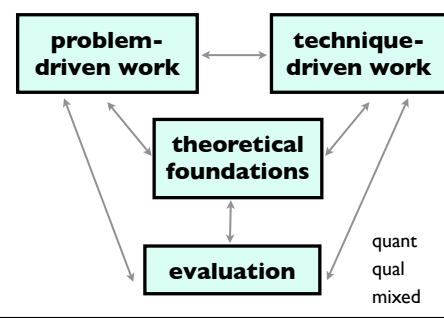 problem-
driven work
technique-
driven work
theoretical
foundations
evaluation
quant
qual
mixed